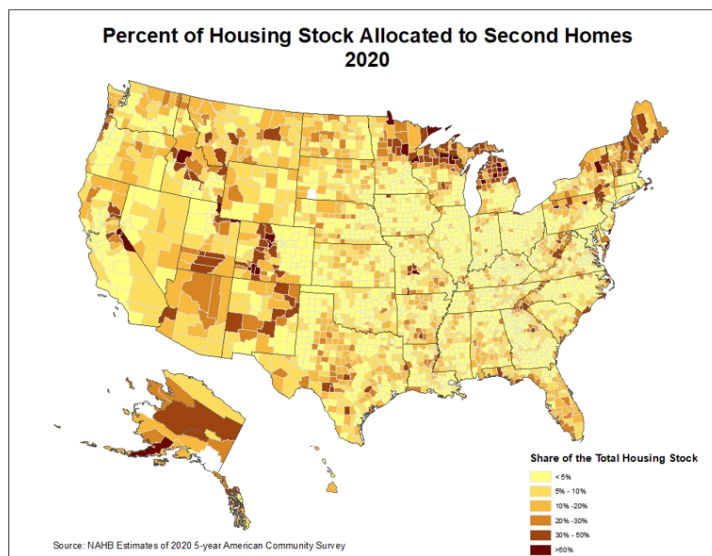 Percent of Housing Stock Allocated to Second Homes
2020
Share of the Total Housing Stock
< 5%
5% - 10%
10% -20%
20% -30%
30% - 50%
>50%
Source: NAHB Estimates of 2020 5-year American Community Survey